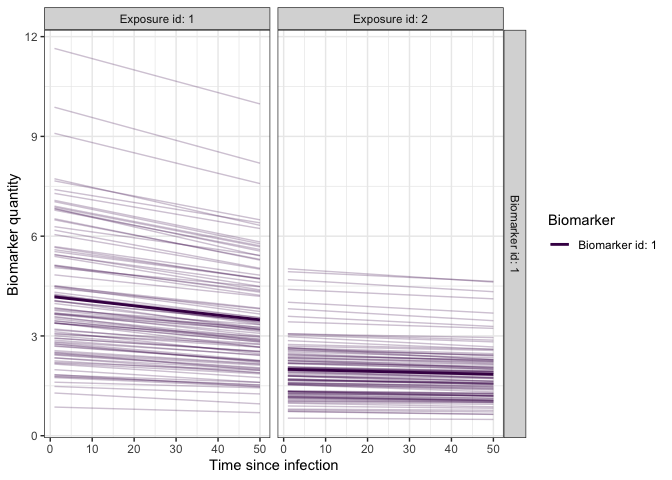 Exposure id: 1
Exposure id: 2
12
9
6
3
0
Biomarker quantity
Biomarker id: 1
Biomarker
Biomarker id: 1
0 10 20 30 40 50
0 10 20 30 40 50
Time since infection